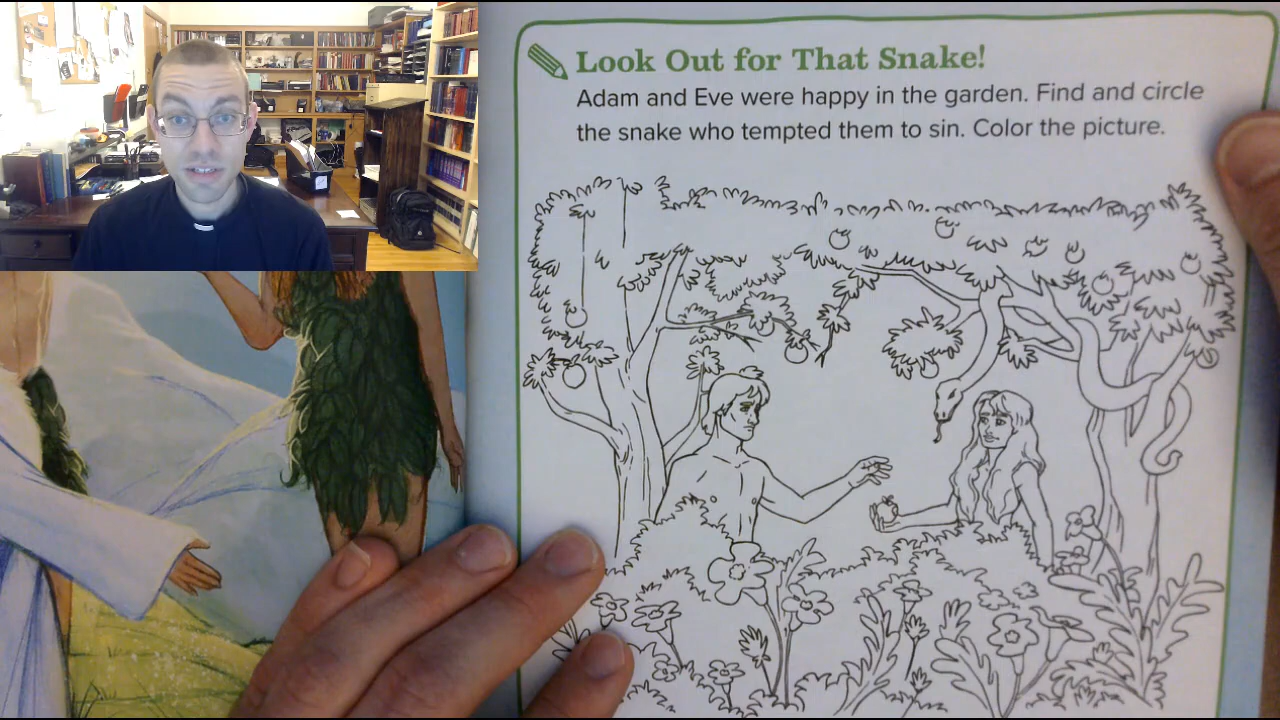 Look Out for That Snake!
Adam and Eve were happy in the garden. Find and circle
the snake who tempted them to sin. Color the picture.